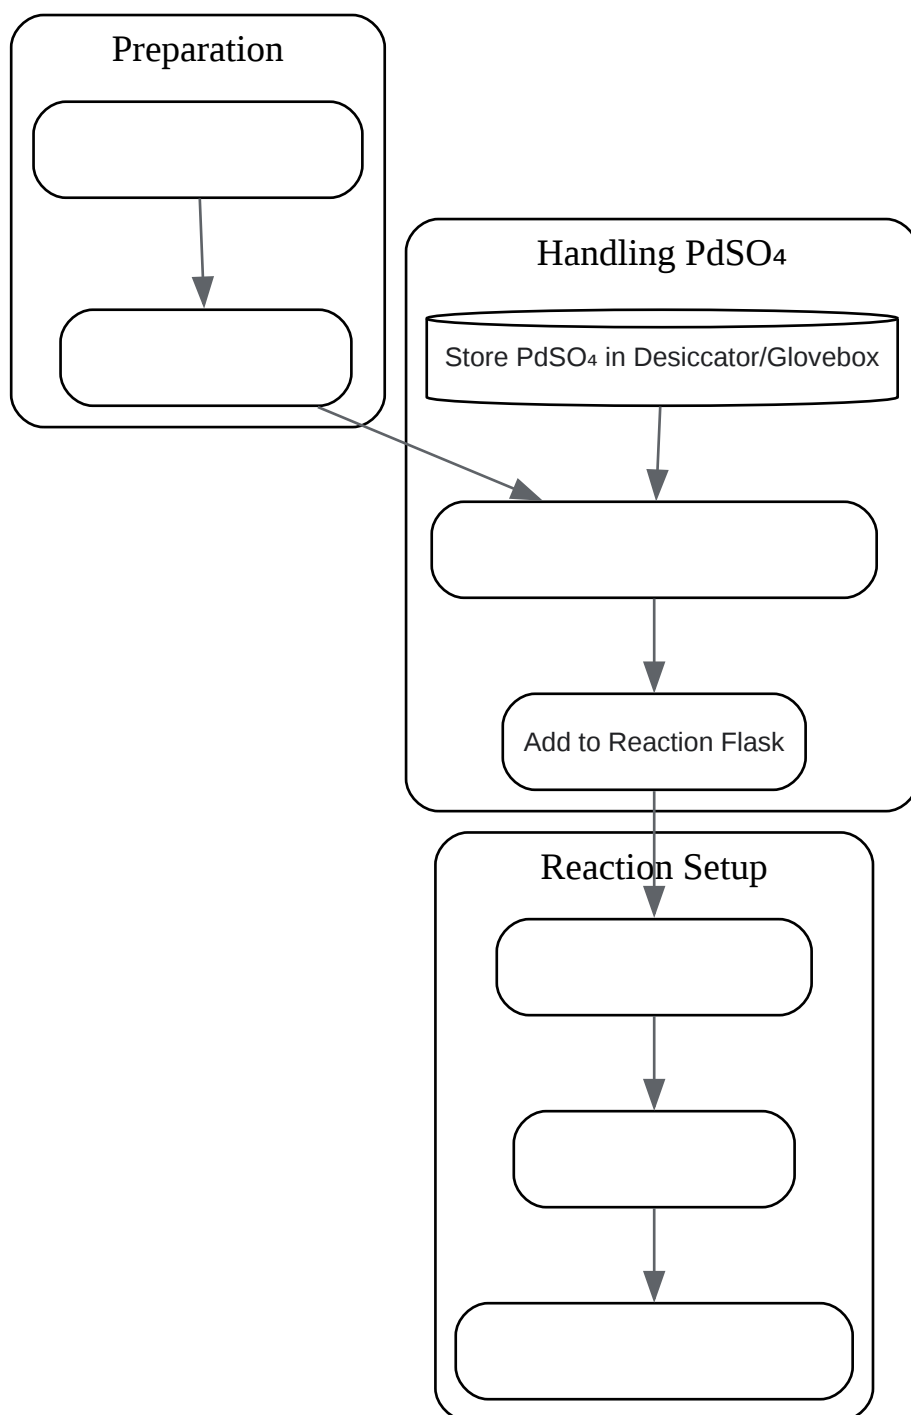 Preparation
Handling PdSO₄
Store PdSO₄ in Desiccator/Glovebox
Add to Reaction Flask
Reaction Setup